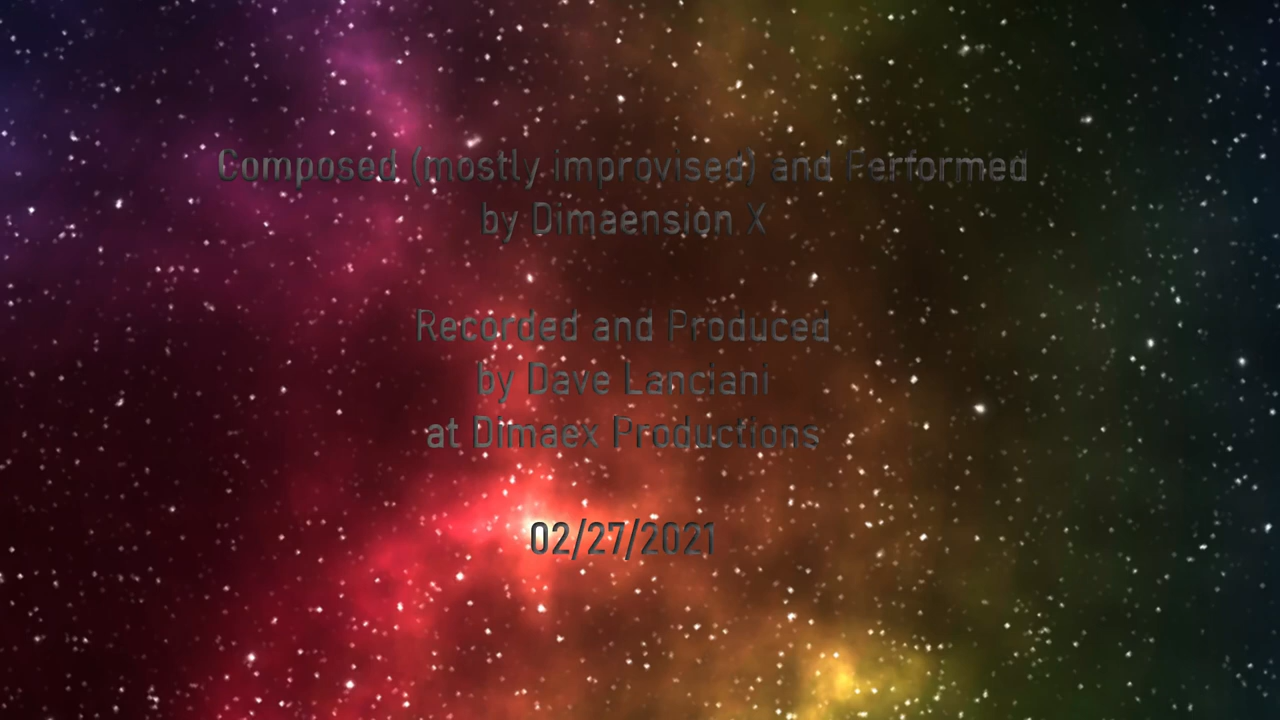 Composed (mostly improvised) and Performed
by Dimaension X
Recorded and Produced
by Dave Lanciani
at Dimaex Productions
02/27/2021